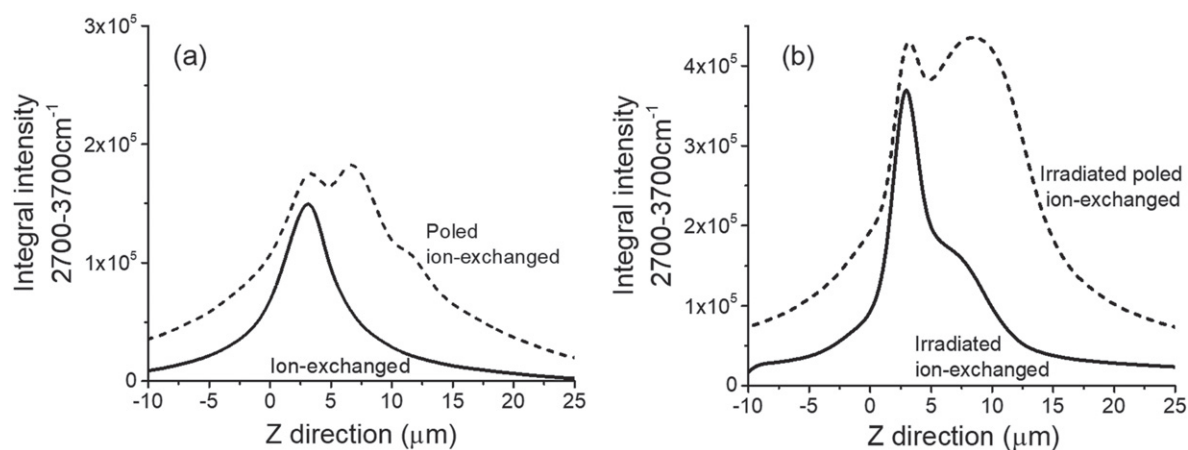 (a)
Integral intensity
2700-3700cm⁻¹
3x10⁵
2x10⁵
1x10⁵
0
Poled
ion-exchanged
Ion-exchanged
-10 -5 0 5 10 15 20 25
Z direction (μm)
(b)
Integral intensity
2700-3700cm⁻¹
4x10⁵
3x10⁵
2x10⁵
1x10⁵
0
Irradiated poled
ion-exchanged
Irradiated
ion-exchanged
-10 -5 0 5 10 15 20 25
Z direction (μm)